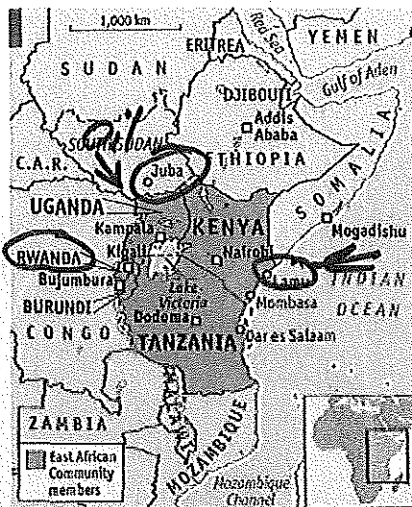 1,000 km
Red Sea
YEMEN
ERITREA
SUDAN
Gulf of Aden
DJIBOUTI
Oil
Addis
Ababa
SOUTH SUDAN
C.A.R.
Juba
ETHIOPIA
SOMALIA
UGANDA
KENYA
Kampala
Mogadishu
Kigali
Nairobi
RWANDA
Lamu
INDIAN
OCEAN
Bujumbura
Lake
Victoria
Mombasa
BURUNDI
Dodoma
CONGO
Dar es Salaam
TANZANIA
MALAWI
ZAMBIA
MOZAMBIQUE
East African
Community
members
Mozambique
Channel